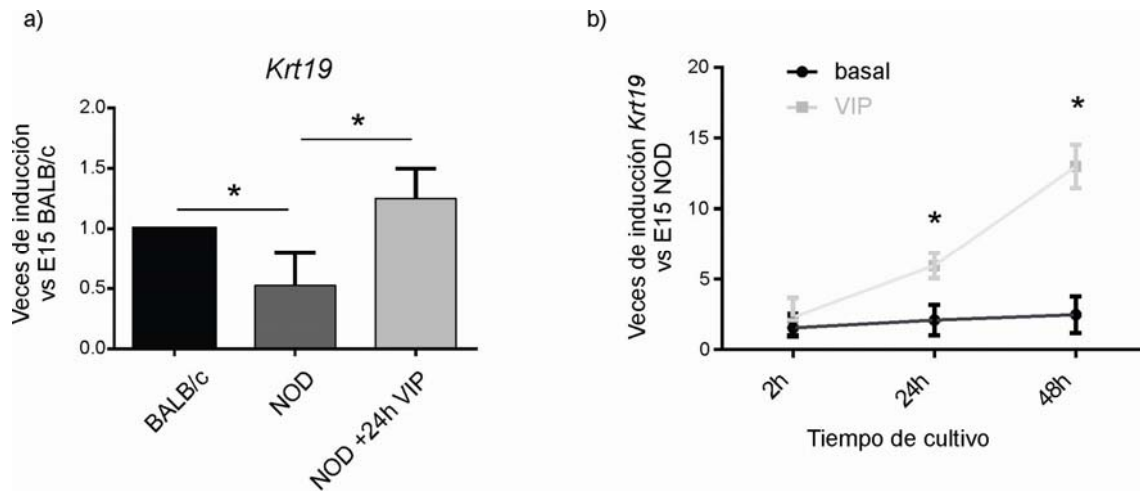 a)
Krt19
Veces de inducción
vs E15 BALB/c
2.0
1.5
1.0
0.5
0.0
*
*
BALB/c
NOD
NOD +24h VIP
b)
Veces de inducción Krt19
vs E15 NOD
20
15
10
5
0
basal
VIP
*
*
2h
24h
48h
Tiempo de cultivo